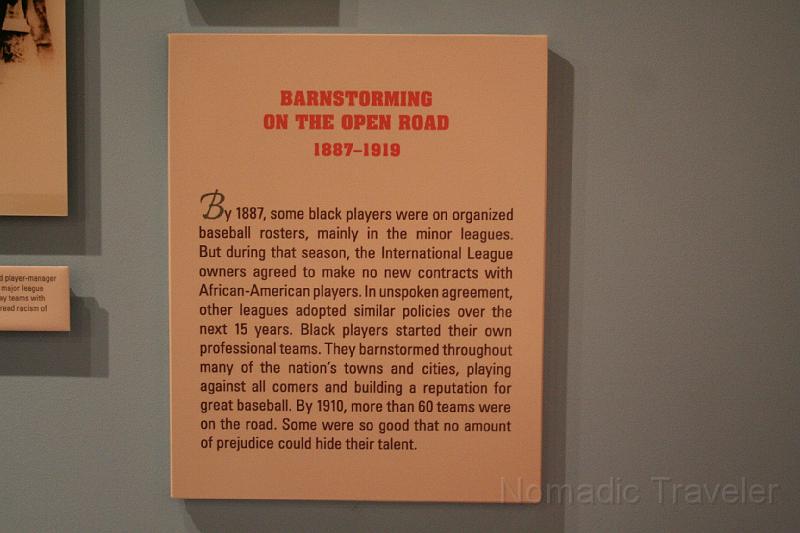 BARNSTORMING
ON THE OPEN ROAD
1887–1919
By 1887, some black players were on organized
baseball rosters, mainly in the minor leagues.
But during that season, the International League
owners agreed to make no new contracts with
African-American players. In unspoken agreement,
other leagues adopted similar policies over the
next 15 years. Black players started their own
professional teams. They barnstormed throughout
many of the nation's towns and cities, playing
against all comers and building a reputation for
great baseball. By 1910, more than 60 teams were
on the road. Some were so good that no amount
of prejudice could hide their talent.
player-manager
major league
teams with
racism of
Nomadic Traveler